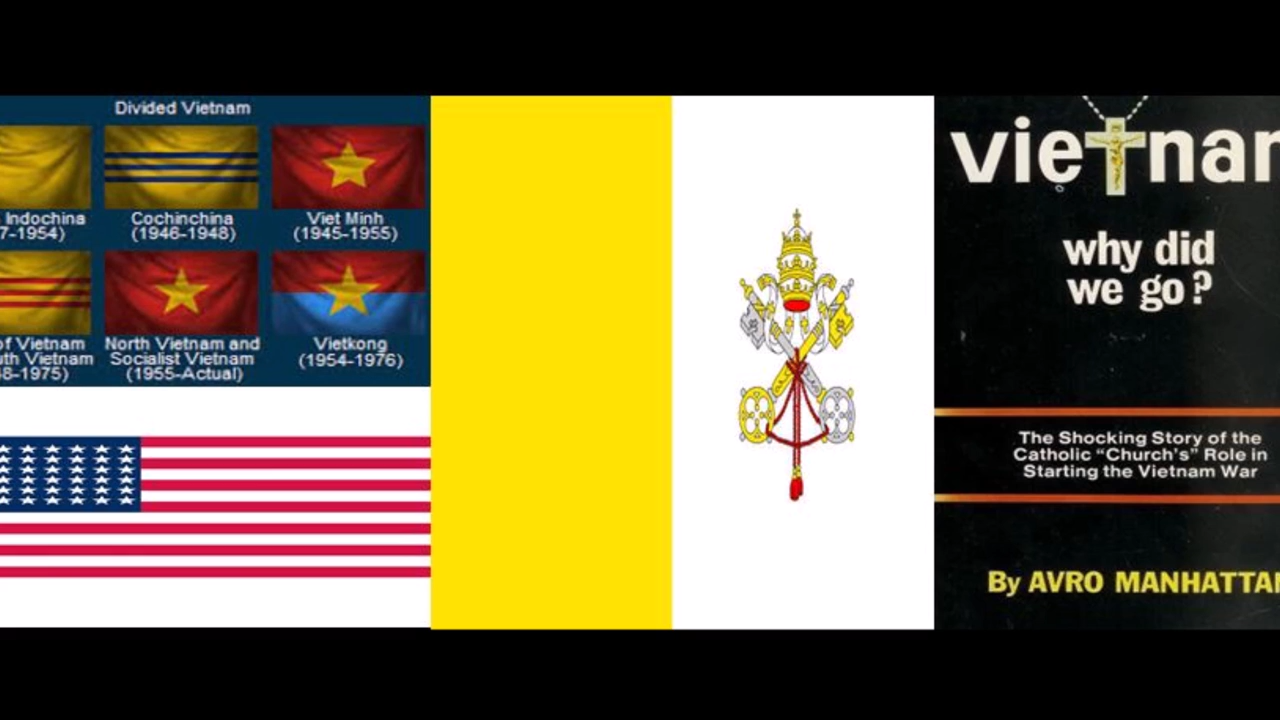 Divided Vietnam
Indochina
7-1954)
Cochinchina
(1946-1948)
Viet Minh
(1945-1955)
of Vietnam
uth Vietnam
8-1975)
North Vietnam and
Socialist Vietnam
(1955-Actual)
Vietkong
(1954-1976)
vietnam
why did
we go?
The Shocking Story of the
Catholic “Church’s” Role in
Starting the Vietnam War
By AVRO MANHATTAN